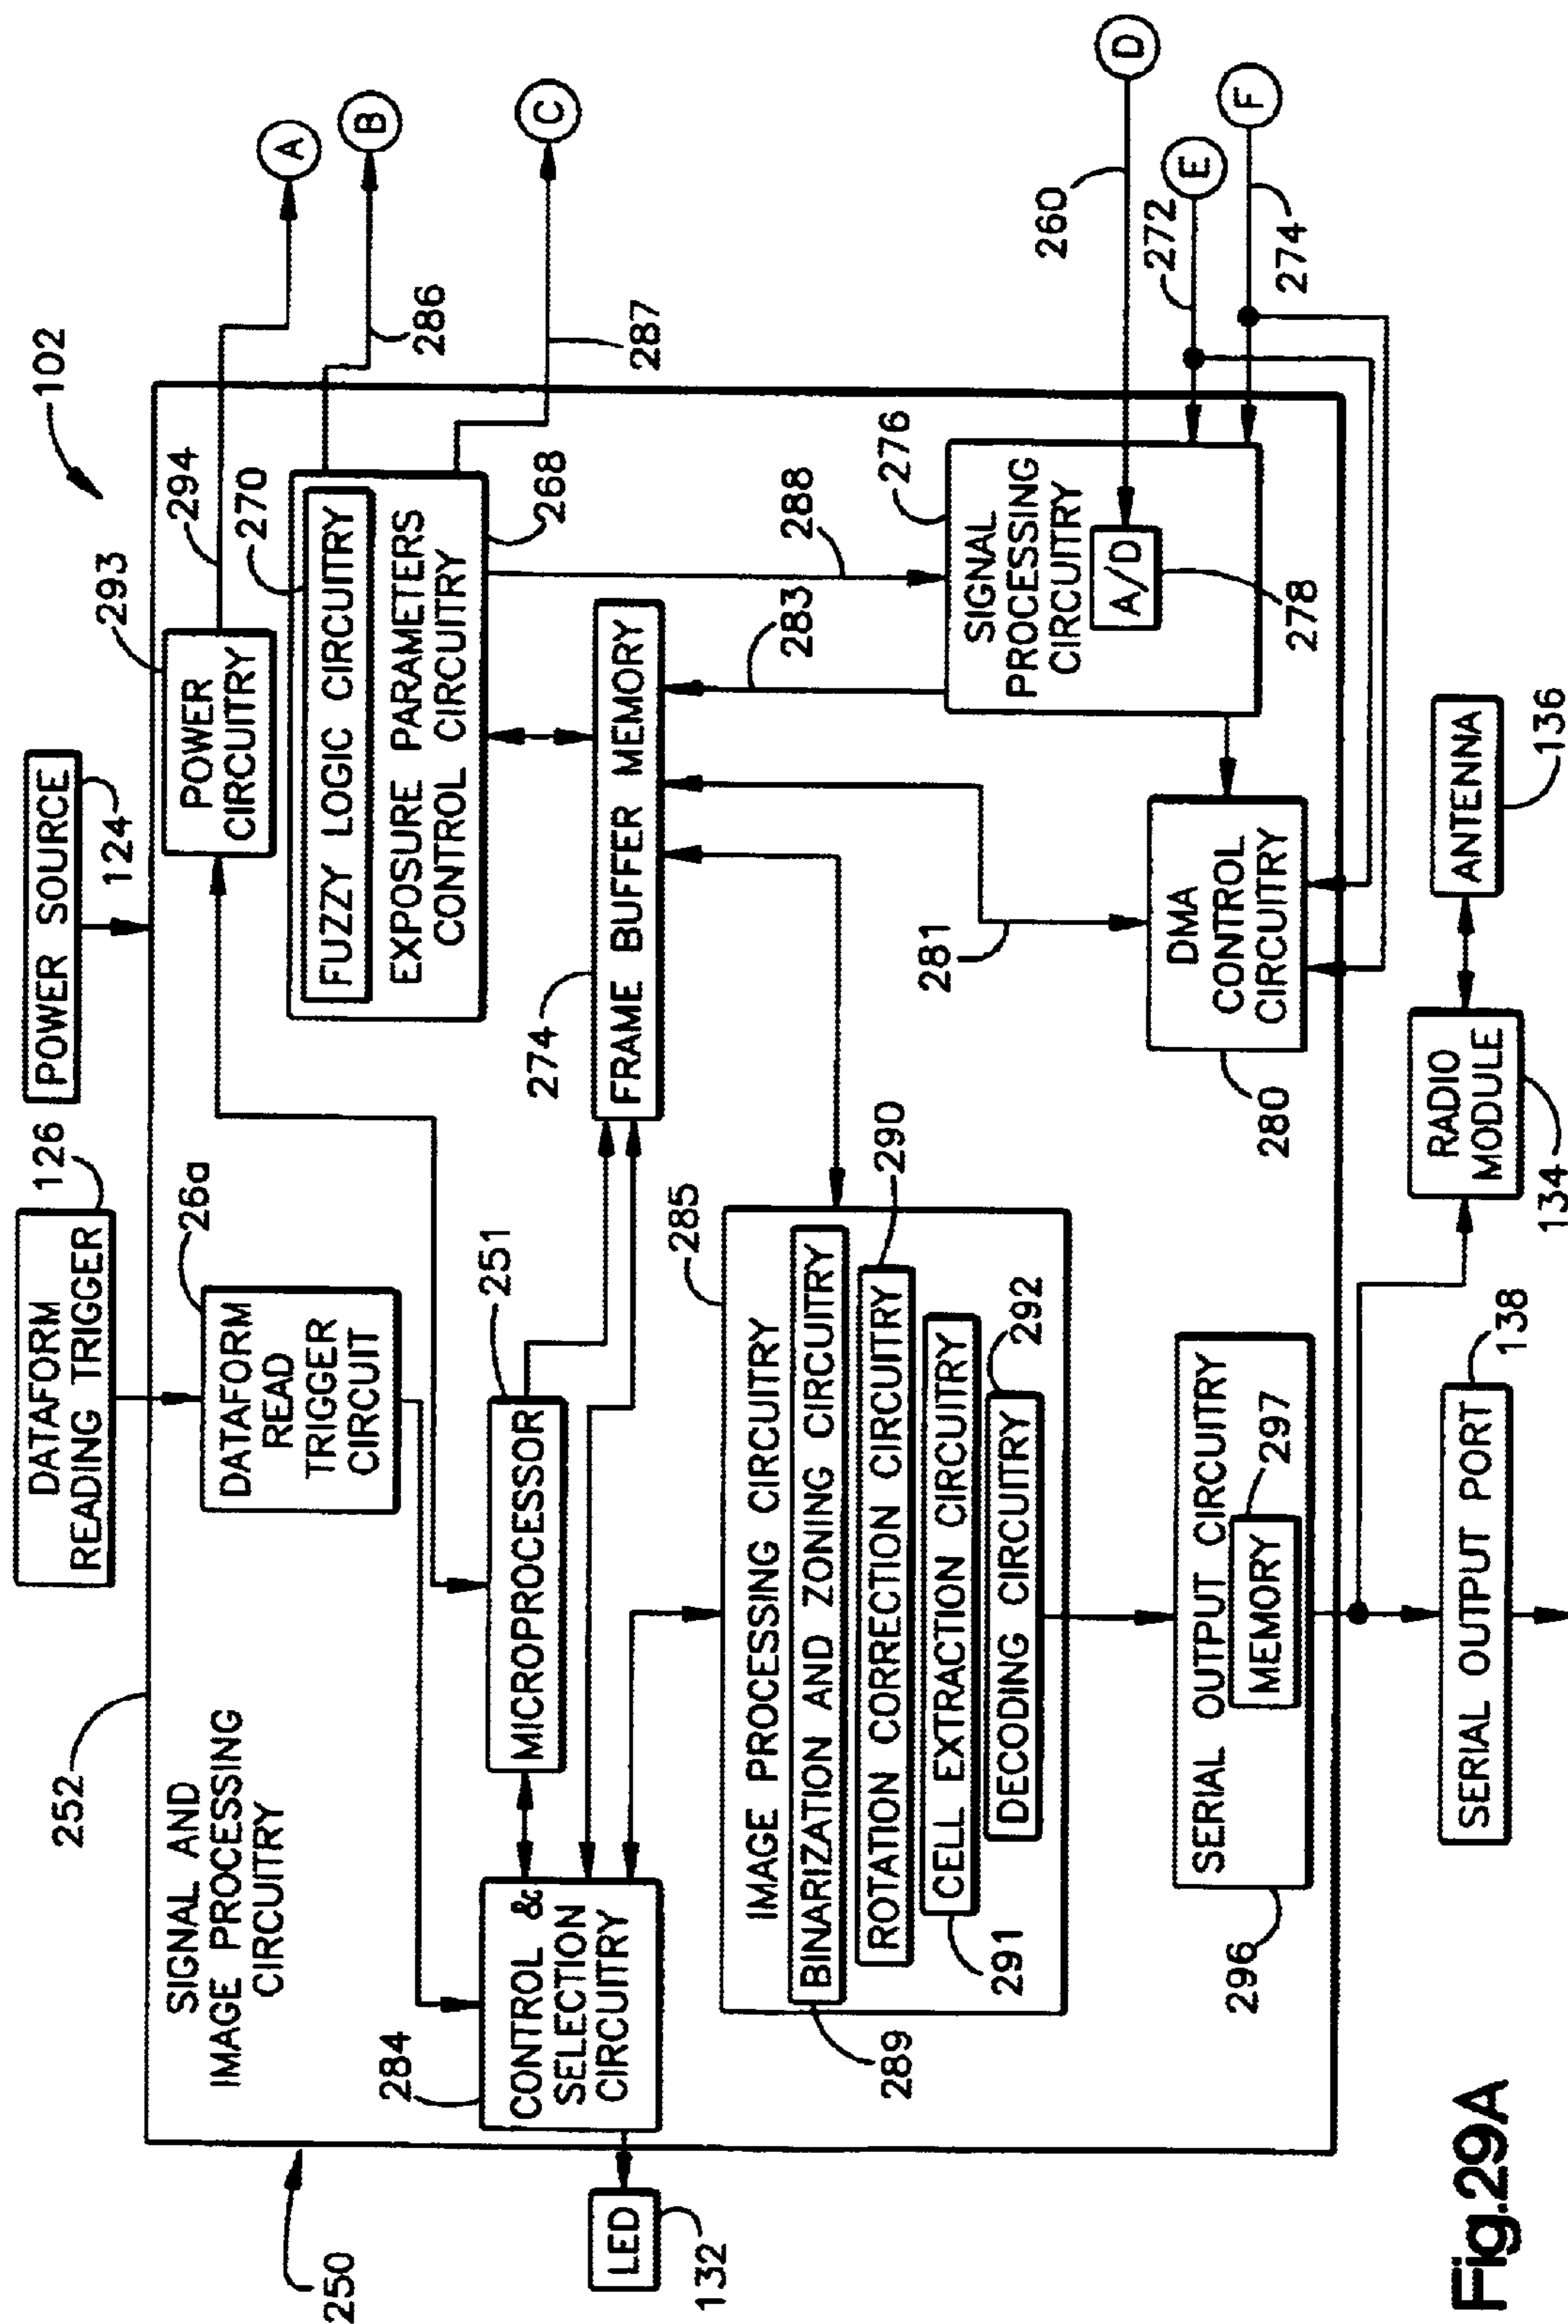 102
DATAFORM
READING TRIGGER
126
POWER SOURCE
124
252
SIGNAL AND
IMAGE PROCESSING
CIRCUITRY
250
DATAFORM
READ
TRIGGER
CIRCUIT
26a
POWER
CIRCUITRY
293
294
A
270
FUZZY LOGIC CIRCUITRY
EXPOSURE PARAMETERS
CONTROL CIRCUITRY
268
286
B
287
C
284
CONTROL &
SELECTION
CIRCUITRY
LED
132
MICROPROCESSOR
251
274
FRAME BUFFER MEMORY
283
288
281
285
IMAGE PROCESSING CIRCUITRY
BINARIZATION AND ZONING CIRCUITRY
289
ROTATION CORRECTION CIRCUITRY
290
CELL EXTRACTION CIRCUITRY
291
DECODING CIRCUITRY
292
276
SIGNAL
PROCESSING
CIRCUITRY
A/D
278
260
D
272
E
274
F
DMA
CONTROL
CIRCUITRY
280
SERIAL OUTPUT CIRCUITRY
MEMORY
297
296
SERIAL OUTPUT PORT
138
RADIO
MODULE
134
ANTENNA
136
Fig.29A